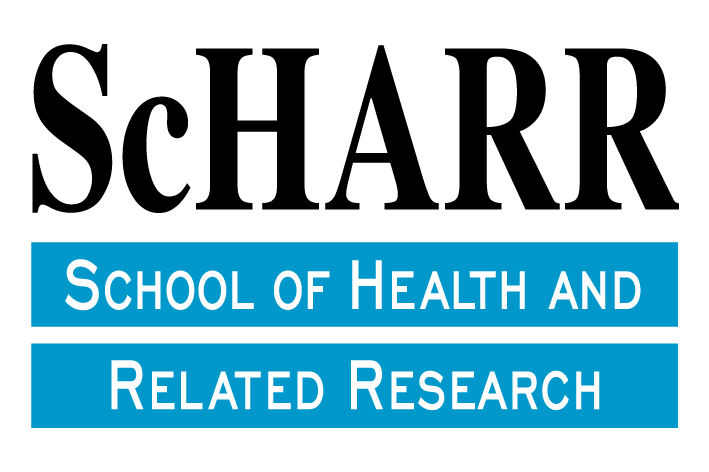 ScHARR
School of Health and
Related Research